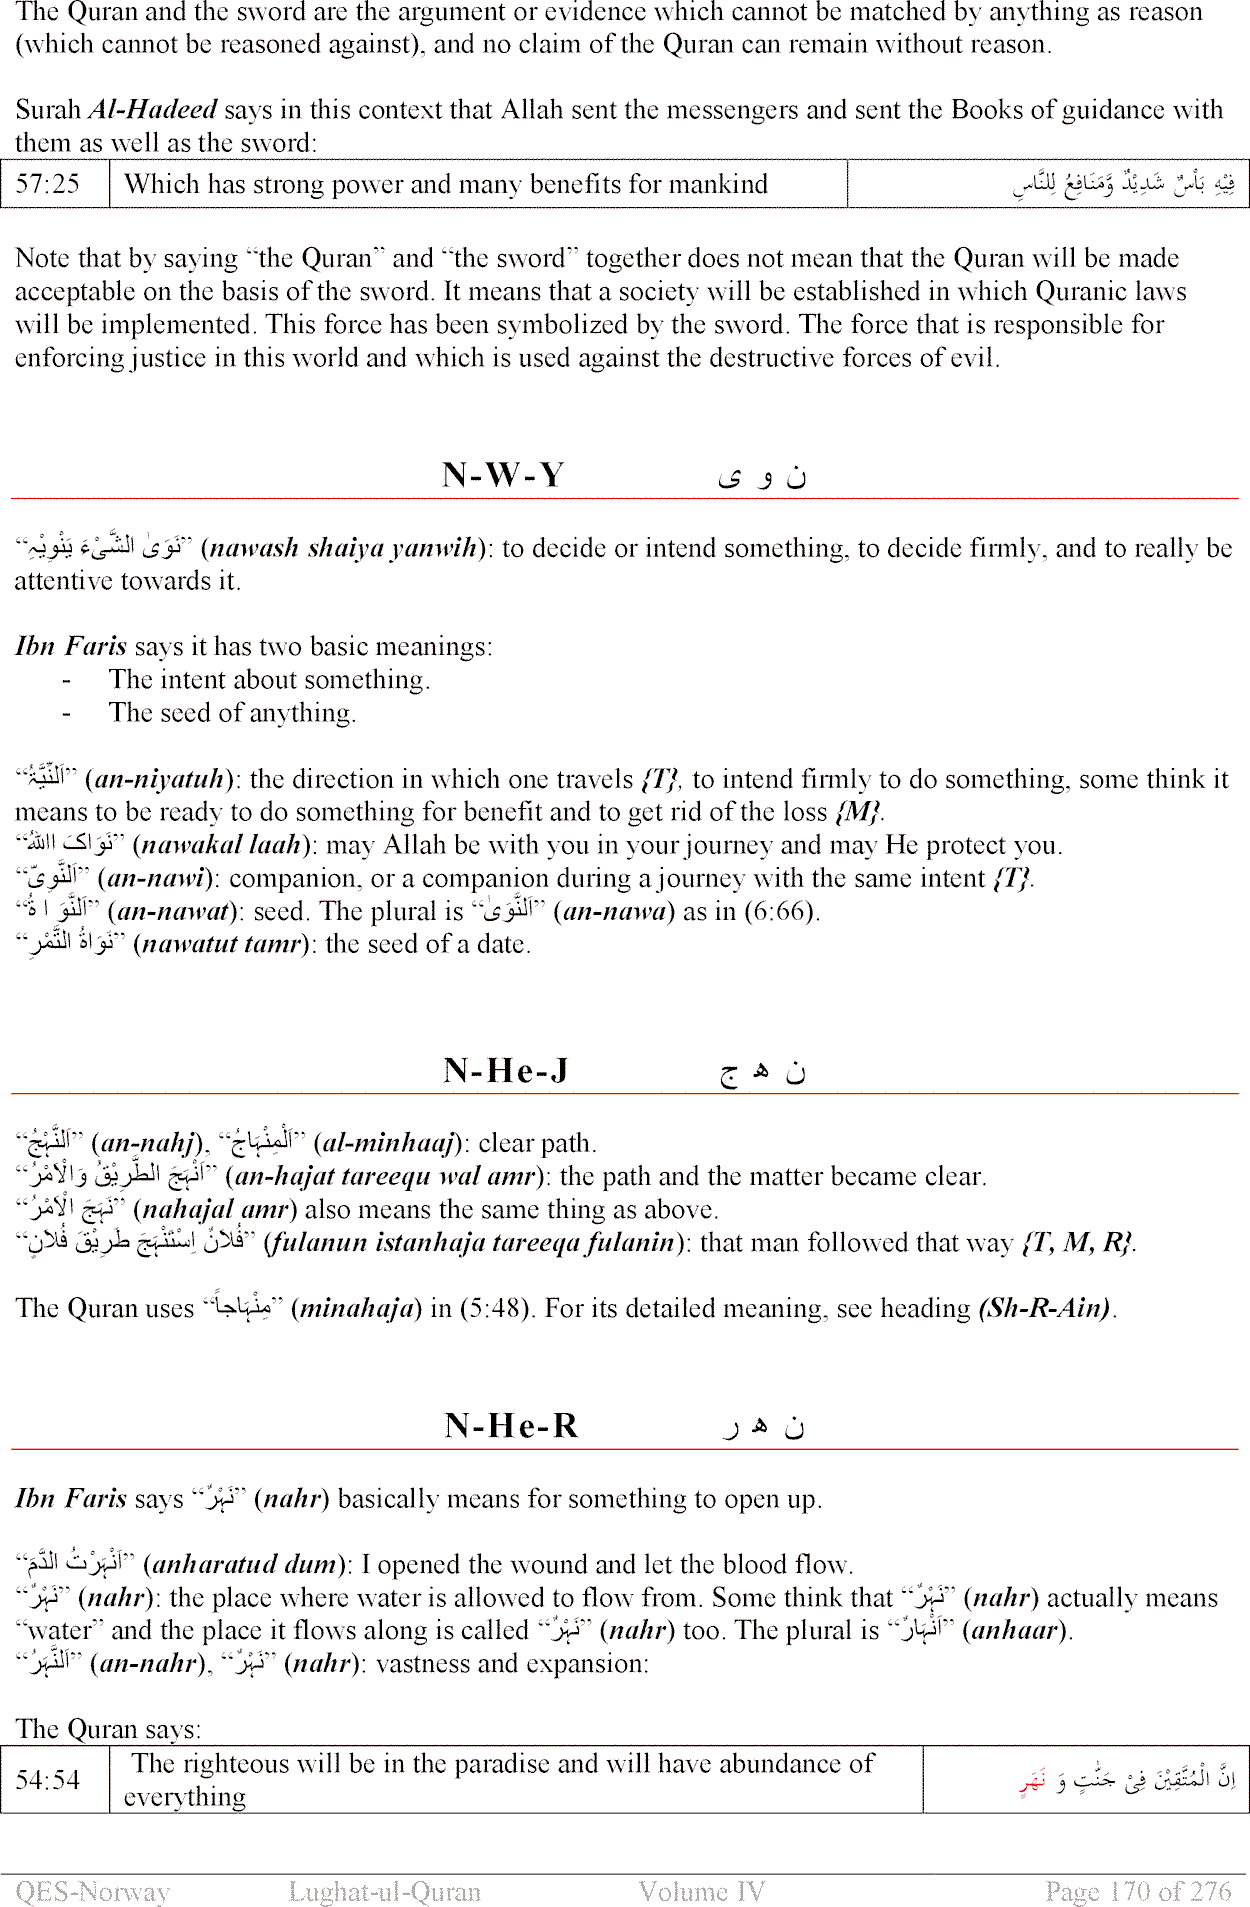 The Quran and the sword are the argument or evidence which cannot be matched by anything as reason
(which cannot be reasoned against), and no claim of the Quran can remain without reason.
Surah Al-Hadeed says in this context that Allah sent the messengers and sent the Books of guidance with
them as well as the sword:
57:25 Which has strong power and many benefits for mankind فِيْهِ بَاْسٌ شَدِيْدٌ وَّمَنَافِعُ لِلنَّاسِ
Note that by saying “the Quran” and “the sword” together does not mean that the Quran will be made
acceptable on the basis of the sword. It means that a society will be established in which Quranic laws
will be implemented. This force has been symbolized by the sword. The force that is responsible for
enforcing justice in this world and which is used against the destructive forces of evil.
N-W-Y ن و ى
“نَوَىٰ الشَّىْءَ يَنْوِيْہِ” (nawash shaiya yanwih): to decide or intend something, to decide firmly, and to really be
attentive towards it.
Ibn Faris says it has two basic meanings:
- The intent about something.
- The seed of anything.
“اَلنِّيَّۃُ” (an-niyatuh): the direction in which one travels {T}, to intend firmly to do something, some think it
means to be ready to do something for benefit and to get rid of the loss {M}.
“نَوَاکَ اللہُ” (nawakal laah): may Allah be with you in your journey and may He protect you.
“اَلنَّوِىّ” (an-nawi): companion, or a companion during a journey with the same intent {T}.
“اَلنَّوَ ا ۃُ” (an-nawat): seed. The plural is “اَلنَّوَىٰ” (an-nawa) as in (6:66).
“نَوَاۃُ التَّمْرِ” (nawatut tamr): the seed of a date.
N-He-J ن ھ ج
“اَلنَّہْجُ” (an-nahj), “اَلْمِنْہَاجُ” (al-minhaaj): clear path.
“اَنْہَجَ الطَّرِيْقُ وَالْاَمْرُ” (an-hajat tareequ wal amr): the path and the matter became clear.
“نَہَجَ الْاَمْرُ” (nahajal amr) also means the same thing as above.
“فُلَانٌ اِسْتَنْہَجَ طَرِيْقَ فُلَانٍ” (fulanun istanhaja tareeqa fulanin): that man followed that way {T, M, R}.
The Quran uses “مِنْہَاجاً” (minahaja) in (5:48). For its detailed meaning, see heading (Sh-R-Ain).
N-He-R ن ھ ر
Ibn Faris says “نَہْرٌ” (nahr) basically means for something to open up.
“اَنْہَرْتُ الدَّمَ” (anharatud dum): I opened the wound and let the blood flow.
“نَہْرٌ” (nahr): the place where water is allowed to flow from. Some think that “نَہْرٌ” (nahr) actually means
“water” and the place it flows along is called “نَہْرٌ” (nahr) too. The plural is “اَنْہَارٌ” (anhaar).
“اَلنَّہَرُ” (an-nahr), “نَہْرٌ” (nahr): vastness and expansion:
The Quran says:
54:54 The righteous will be in the paradise and will have abundance of
everything اِنَّ الْمُتَّقِيْنَ فِىْ جَنّٰتٍ وَ نَهَرٍ
QES-Norway Lughat-ul-Quran Volume IV Page 170 of 276